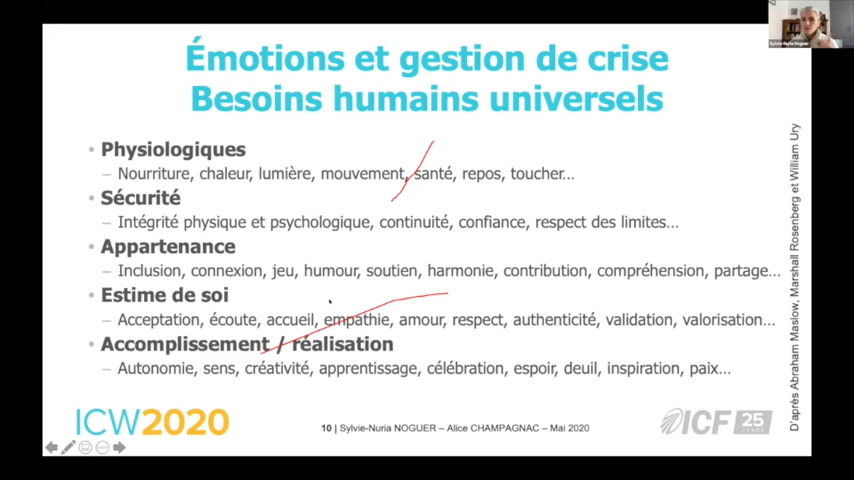 Émotions et gestion de crise
Besoins humains universels
• Physiologiques
– Nourriture, chaleur, lumière, mouvement, santé, repos, toucher...
• Sécurité
– Intégrité physique et psychologique, continuité, confiance, respect des limites...
• Appartenance
– Inclusion, connexion, jeu, humour, soutien, harmonie, contribution, compréhension, partage...
• Estime de soi
– Acceptation, écoute, accueil, empathie, amour, respect, authenticité, validation, valorisation...
• Accomplissement / réalisation
– Autonomie, sens, créativité, apprentissage, célébration, espoir, deuil, inspiration, paix...
D'après Abraham Maslow, Marshall Rosenberg et William Ury
ICW2020
10 | Sylvie-Nuria NOGUER – Alice CHAMPAGNAC – Mai 2020
ICF 25
YEARS
Sylvie-Nuria Noguer